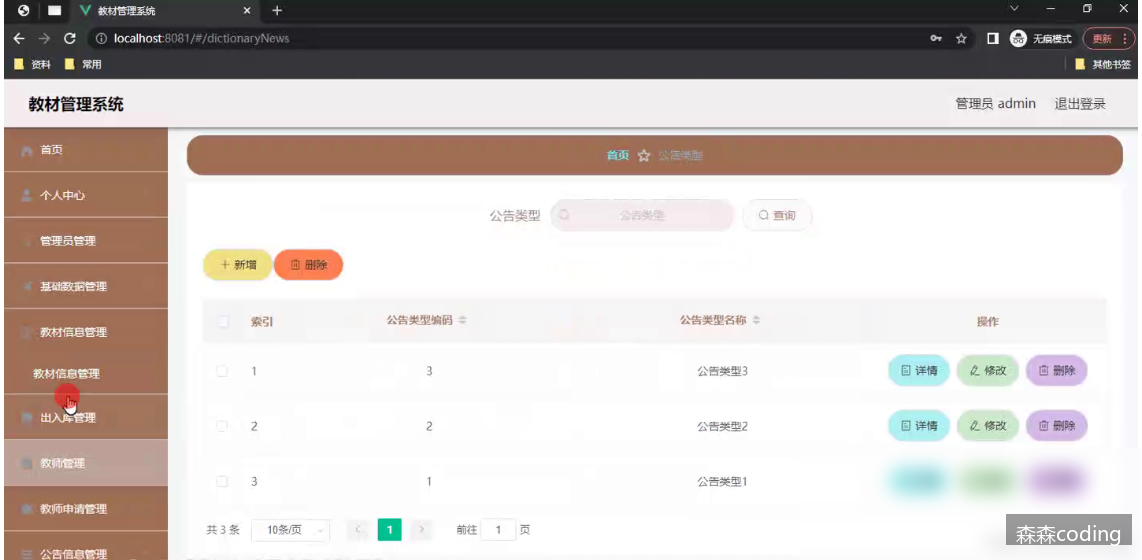 教材管理系统
localhost:8081/#/dictionaryNews
无痕模式
更新
资料
常用
其他书签
教材管理系统
管理员 admin
退出登录
首页
个人中心
管理员管理
基础数据管理
教材信息管理
教材信息管理
出入库管理
教师管理
教师申请管理
公告信息管理
首页 公告类型
公告类型 公告类型 查询
新增 删除
索引 公告类型编码 公告类型名称 操作
1 3 公告类型3 详情 修改 删除
2 2 公告类型2 详情 修改 删除
3 1 公告类型1
共 3 条 10条/页 1 前往 1 页
森森coding